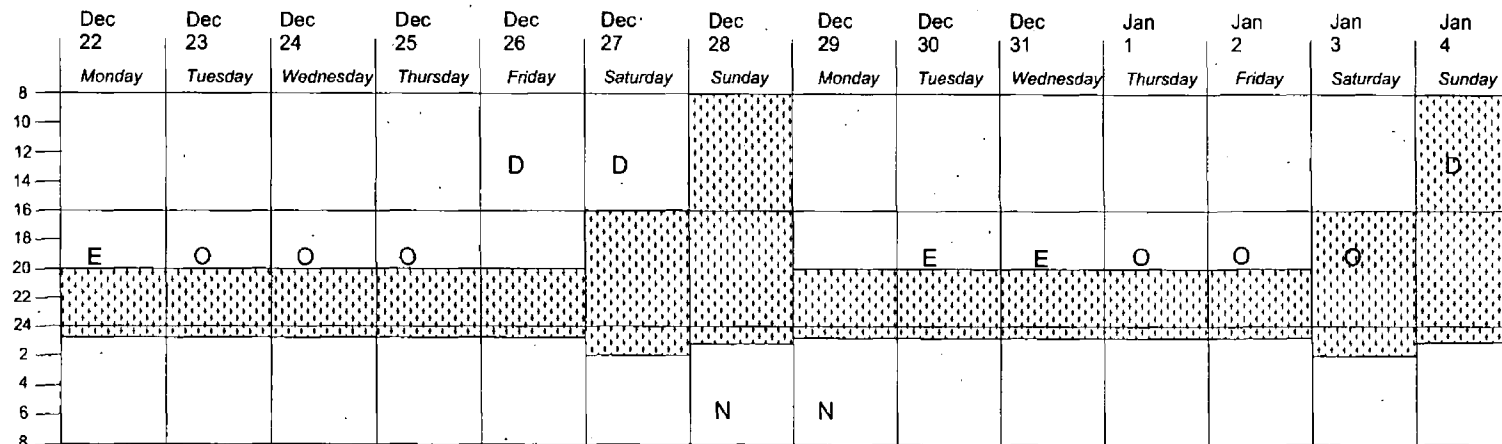 Dec Dec Dec Dec Dec Dec Dec Dec Dec Dec Jan Jan Jan Jan
22 23 24 25 26 27 28 29 30 31 1 2 3 4
Monday Tuesday Wednesday Thursday Friday Saturday Sunday Monday Tuesday Wednesday Thursday Friday Saturday Sunday
8
10
12
D D D
14
16
18
E O O O E E O O O
20
22
24
2
4
6 N N
8